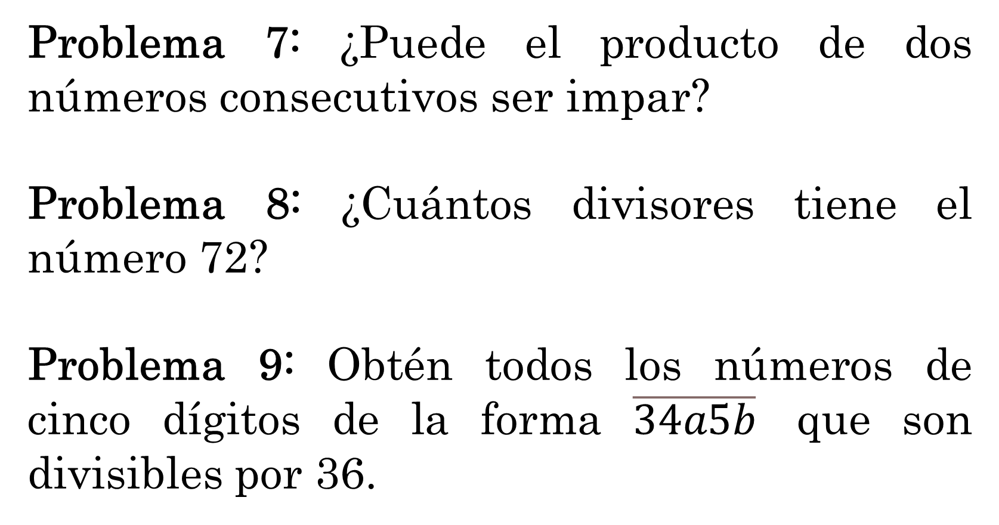 Problema 7: ¿Puede el producto de dos
números consecutivos ser impar?
Problema 8: ¿Cuántos divisores tiene el
número 72?
Problema 9: Obtén todos los números de
cinco dígitos de la forma \overline{34a5b} que son
divisibles por 36.